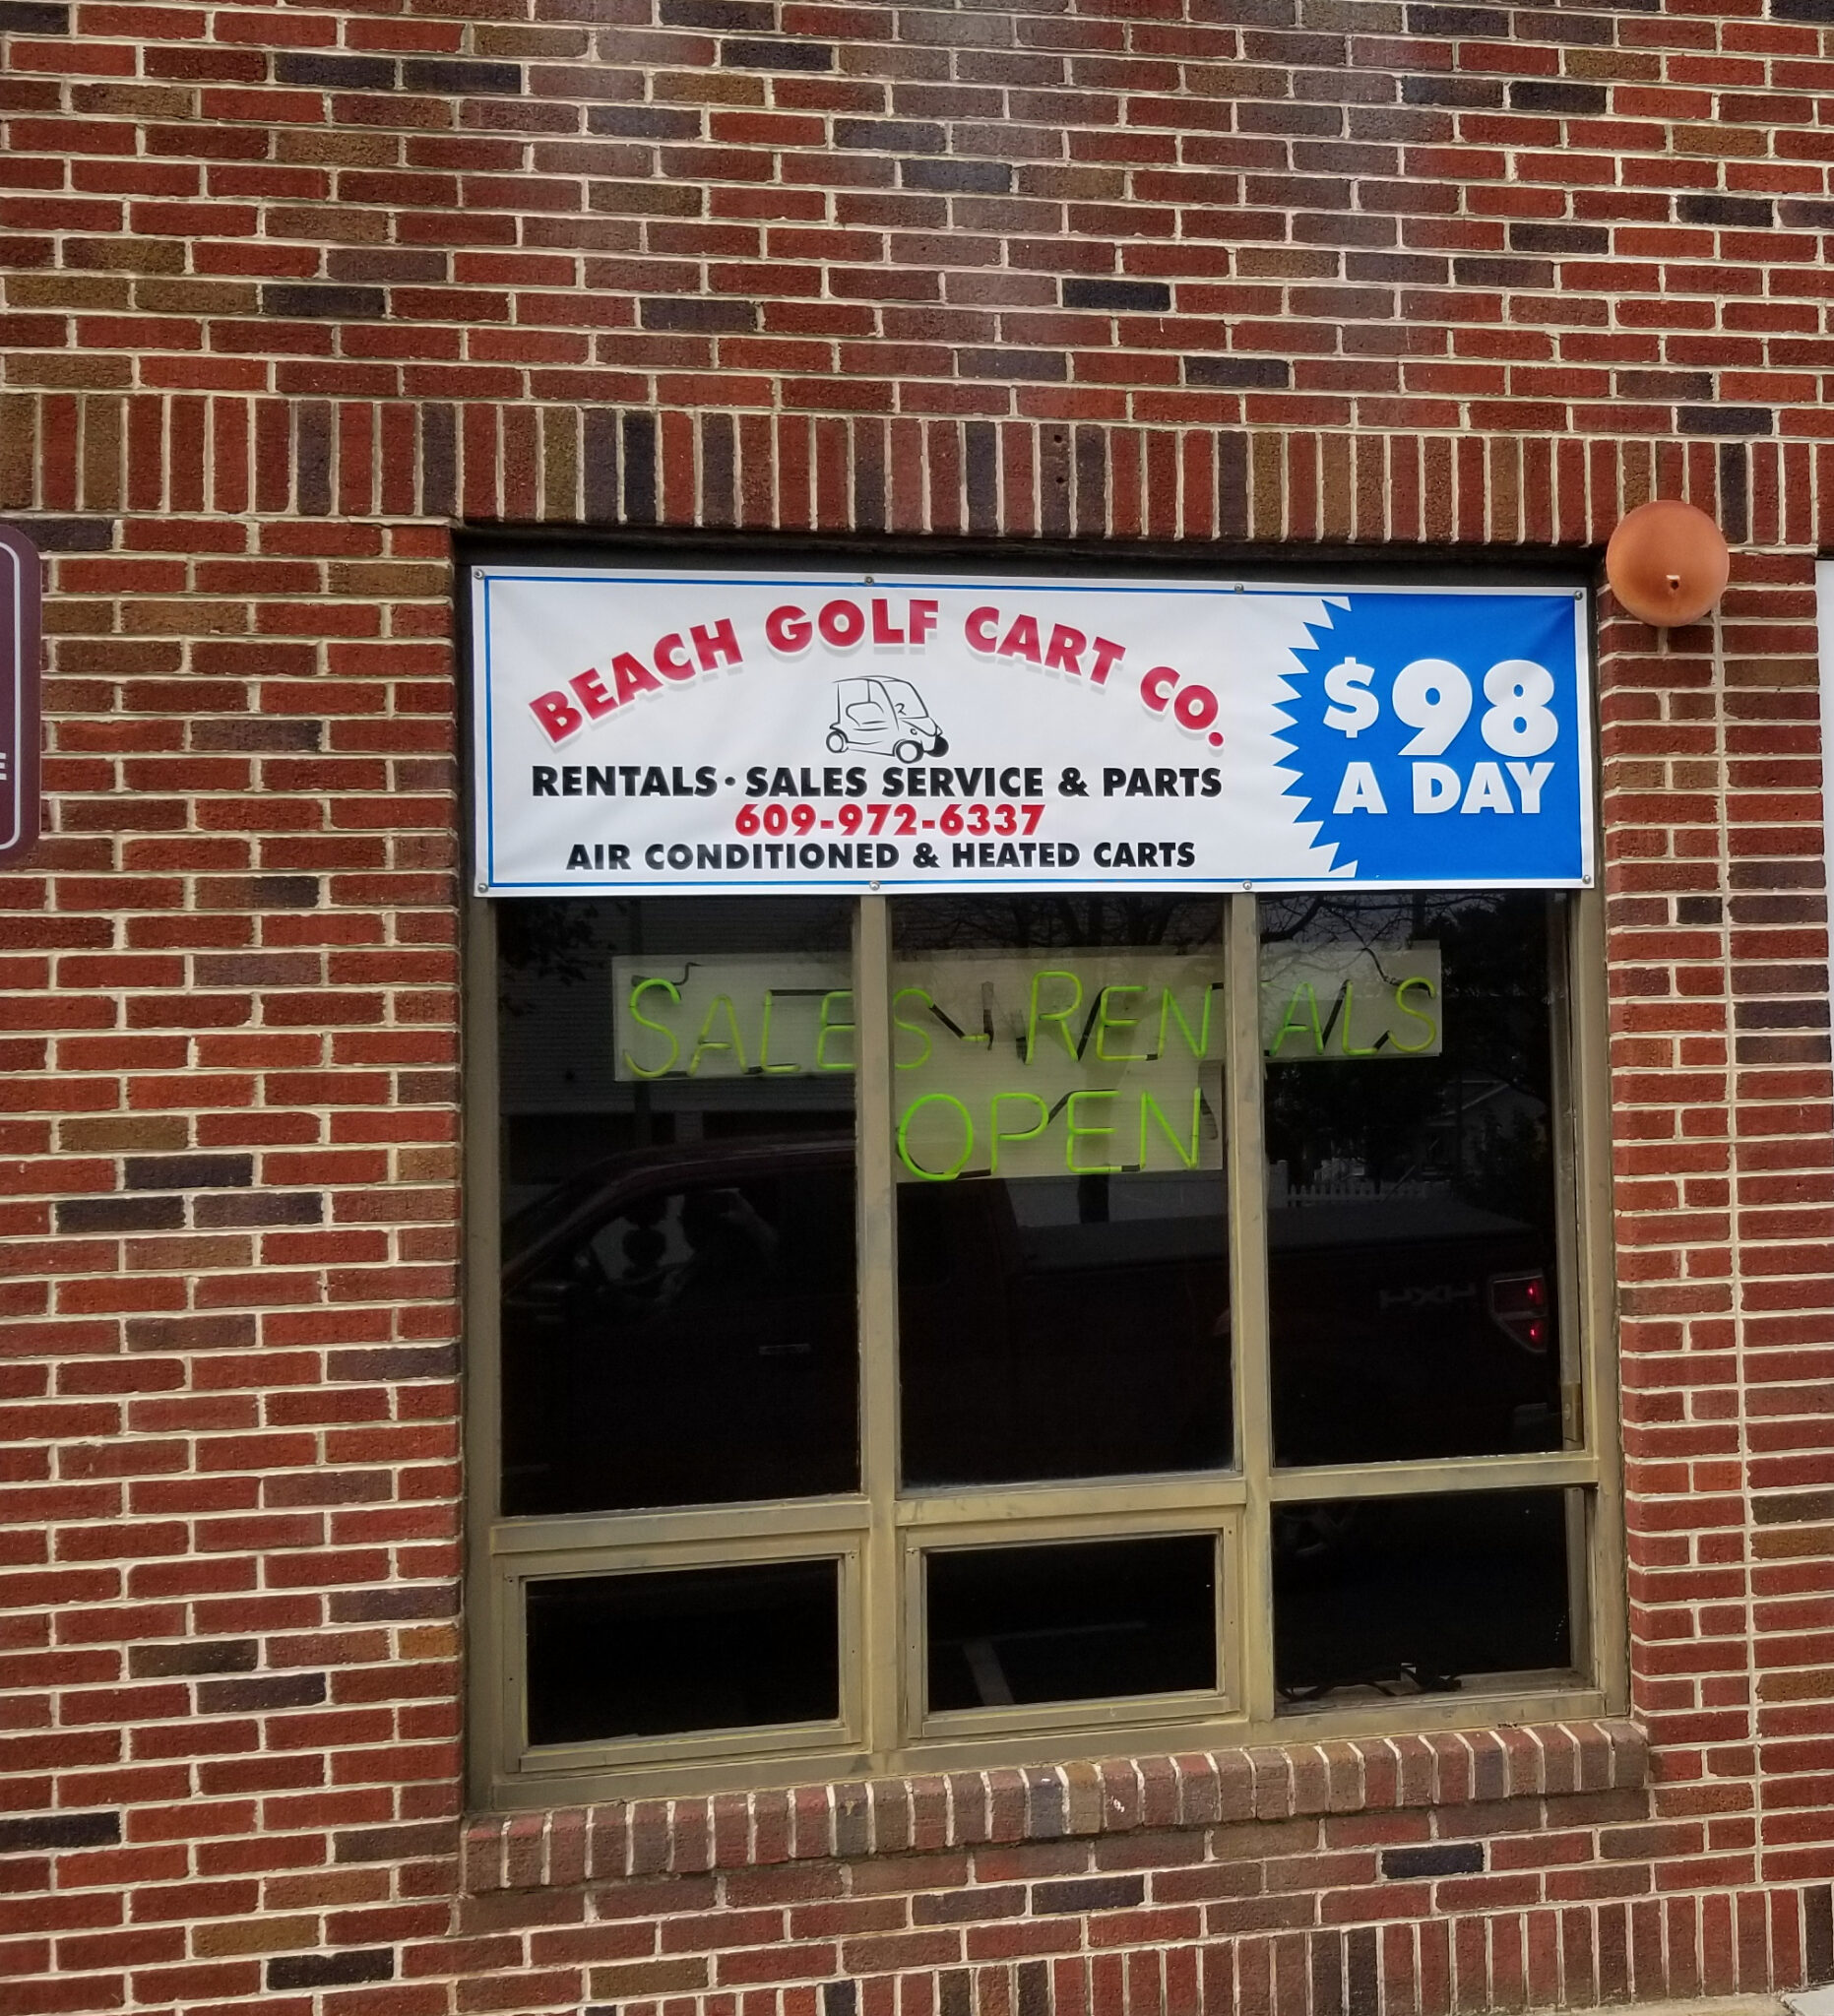 BEACH GOLF CART CO.
RENTALS · SALES SERVICE & PARTS
609-972-6337
AIR CONDITIONED & HEATED CARTS
$98
A DAY
SALES - RENTALS
OPEN
E